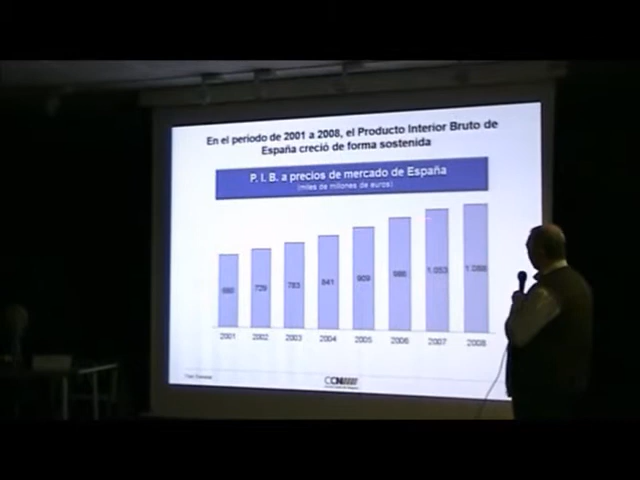 En el período de 2001 a 2008, el Producto Interior Bruto de
España creció de forma sostenida
P. I. B. a precios de mercado de España
(miles de millones de euros)
680 729 783 841 909 986 1.053 1.088
2001 2002 2003 2004 2005 2006 2007 2008
CCN